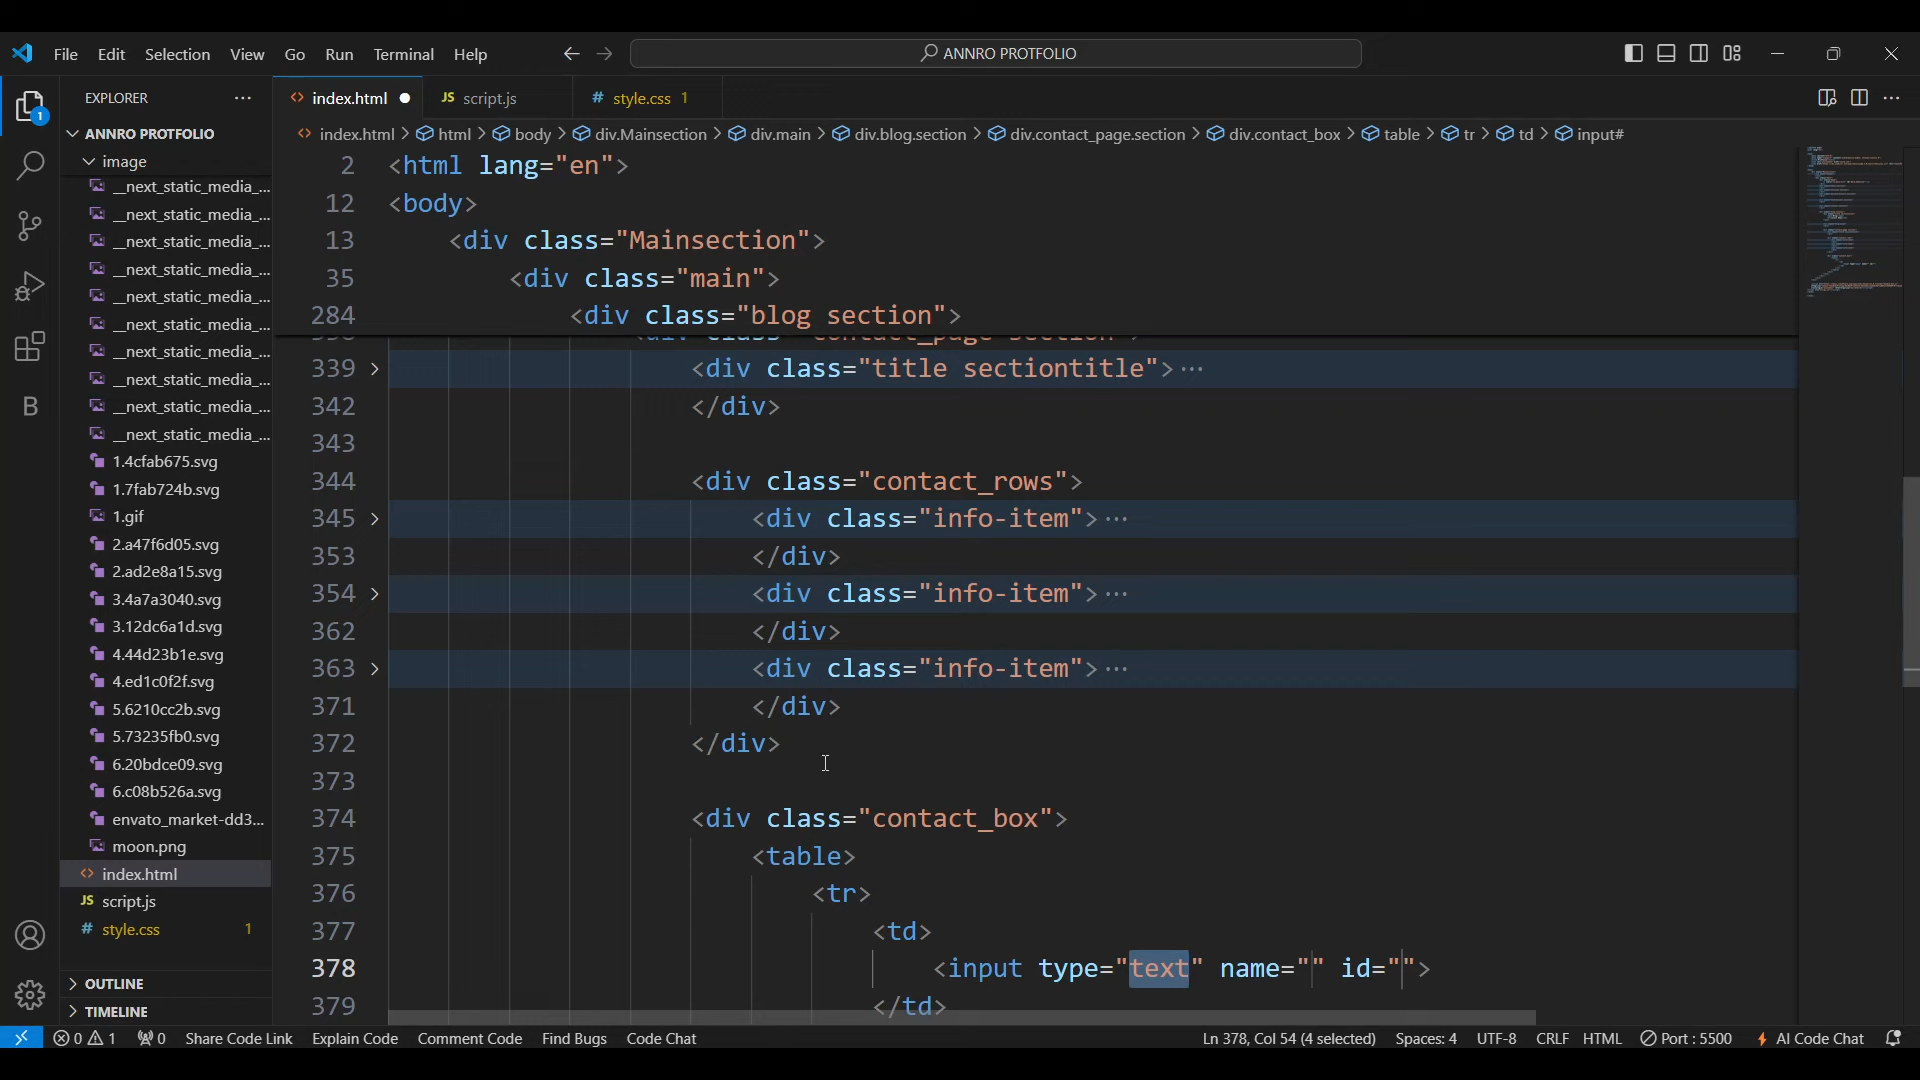 File Edit Selection View Go Run Terminal Help
ANNRO PROTFOLIO
EXPLORER
ANNRO PROTFOLIO
image
__next_static_media_...
__next_static_media_...
__next_static_media_...
__next_static_media_...
__next_static_media_...
__next_static_media_...
__next_static_media_...
__next_static_media_...
__next_static_media_...
__next_static_media_...
1.4cfab675.svg
1.7fab724b.svg
1.gif
2.a47f6d05.svg
2.ad2e8a15.svg
3.4a7a3040.svg
3.12dc6a1d.svg
4.44d23b1e.svg
4.ed1c0f2f.svg
5.6210cc2b.svg
5.73235fb0.svg
6.20bdce09.svg
6.c08b526a.svg
envato_market-dd3...
moon.png
<> index.html
JS script.js
# style.css 1
OUTLINE
TIMELINE
<> index.html JS script.js # style.css 1
<> index.html > html > body > div.Mainsection > div.main > div.blog.section > div.contact_page.section > div.contact_box > table > tr > td > input#
2 <html lang="en">
12 <body>
13 <div class="Mainsection">
35 <div class="main">
284 <div class="blog section">
339 <div class="title sectiontitle">···
342 </div>
343
344 <div class="contact_rows">
345 <div class="info-item">···
353 </div>
354 <div class="info-item">···
362 </div>
363 <div class="info-item">···
371 </div>
372 </div>
373
374 <div class="contact_box">
375 <table>
376 <tr>
377 <td>
378 <input type="text" name="" id="">
379 </td>
0 1 0 Share Code Link Explain Code Comment Code Find Bugs Code Chat Ln 378, Col 54 (4 selected) Spaces: 4 UTF-8 CRLF HTML Port : 5500 AI Code Chat